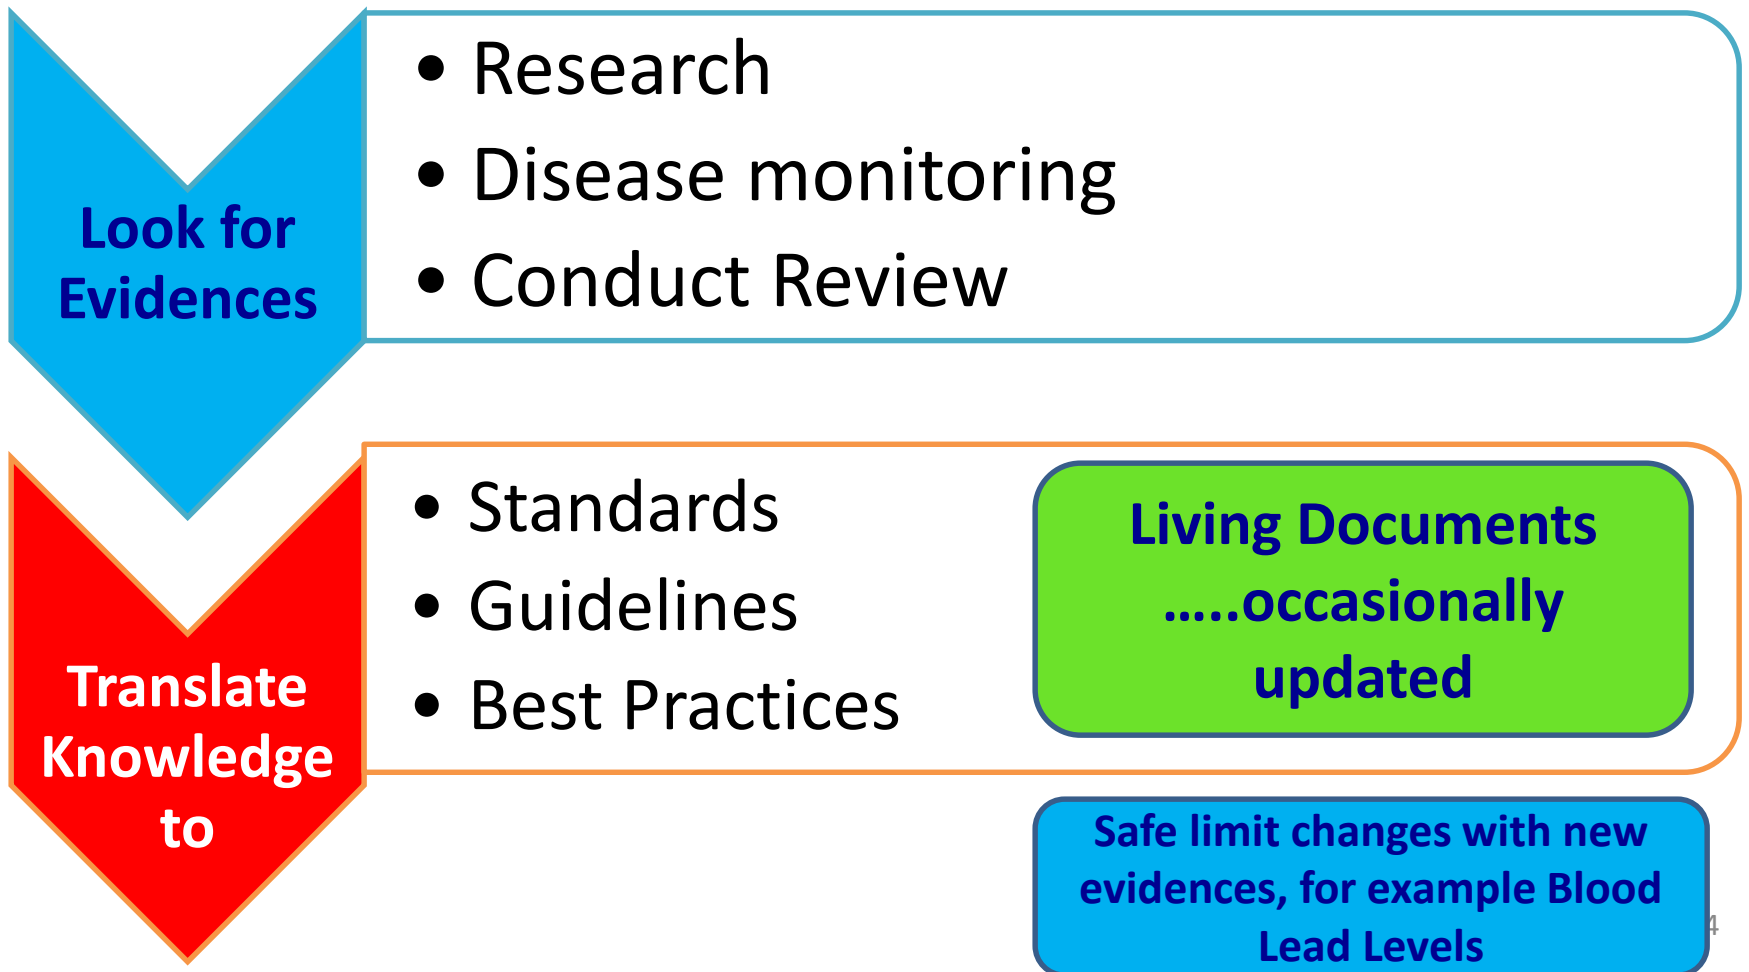 Look for
Evidences
• Research
• Disease monitoring
• Conduct Review
Translate
Knowledge
to
• Standards
• Guidelines
• Best Practices
Living Documents
…..occasionally
updated
Safe limit changes with new
evidences, for example Blood
Lead Levels
4